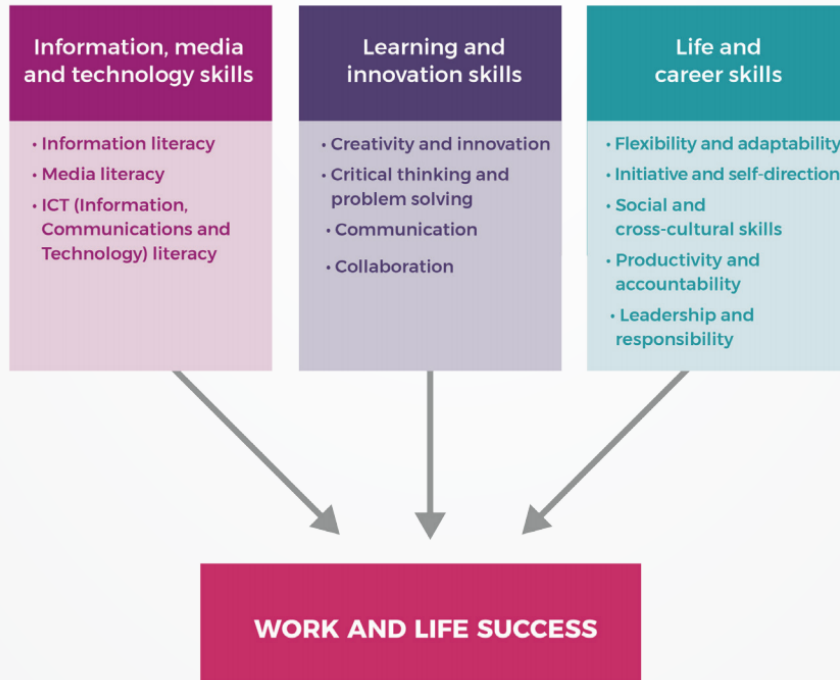 Information, media
and technology skills
• Information literacy
• Media literacy
• ICT (Information,
Communications and
Technology) literacy
Learning and
innovation skills
• Creativity and innovation
• Critical thinking and
problem solving
• Communication
• Collaboration
Life and
career skills
• Flexibility and adaptability
• Initiative and self-direction
• Social and
cross-cultural skills
• Productivity and
accountability
• Leadership and
responsibility
WORK AND LIFE SUCCESS